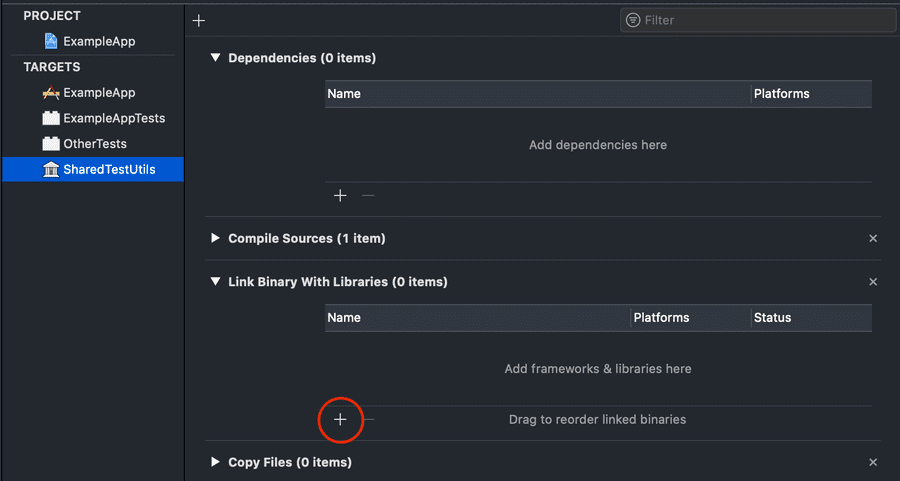 PROJECT
ExampleApp
TARGETS
ExampleApp
ExampleAppTests
OtherTests
SharedTestUtils
Filter
Dependencies (0 items)
Name Platforms
Add dependencies here
Compile Sources (1 item)
Link Binary With Libraries (0 items)
Name Platforms Status
Add frameworks & libraries here
Drag to reorder linked binaries
Copy Files (0 items)